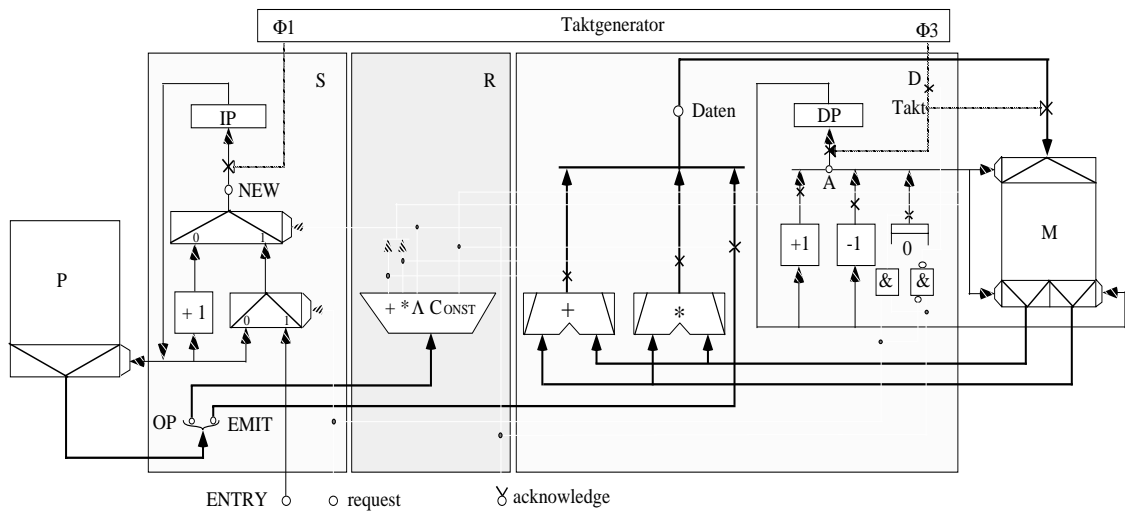 Taktgenerator
Φ1
Φ3
S
R
D
IP
Daten
DP
Takt
NEW
A
0 1
P
+1
-1
0
M
+ 1
& &
0 1
+ * Λ CONST
+
*
OP
EMIT
ENTRY
request
acknowledge